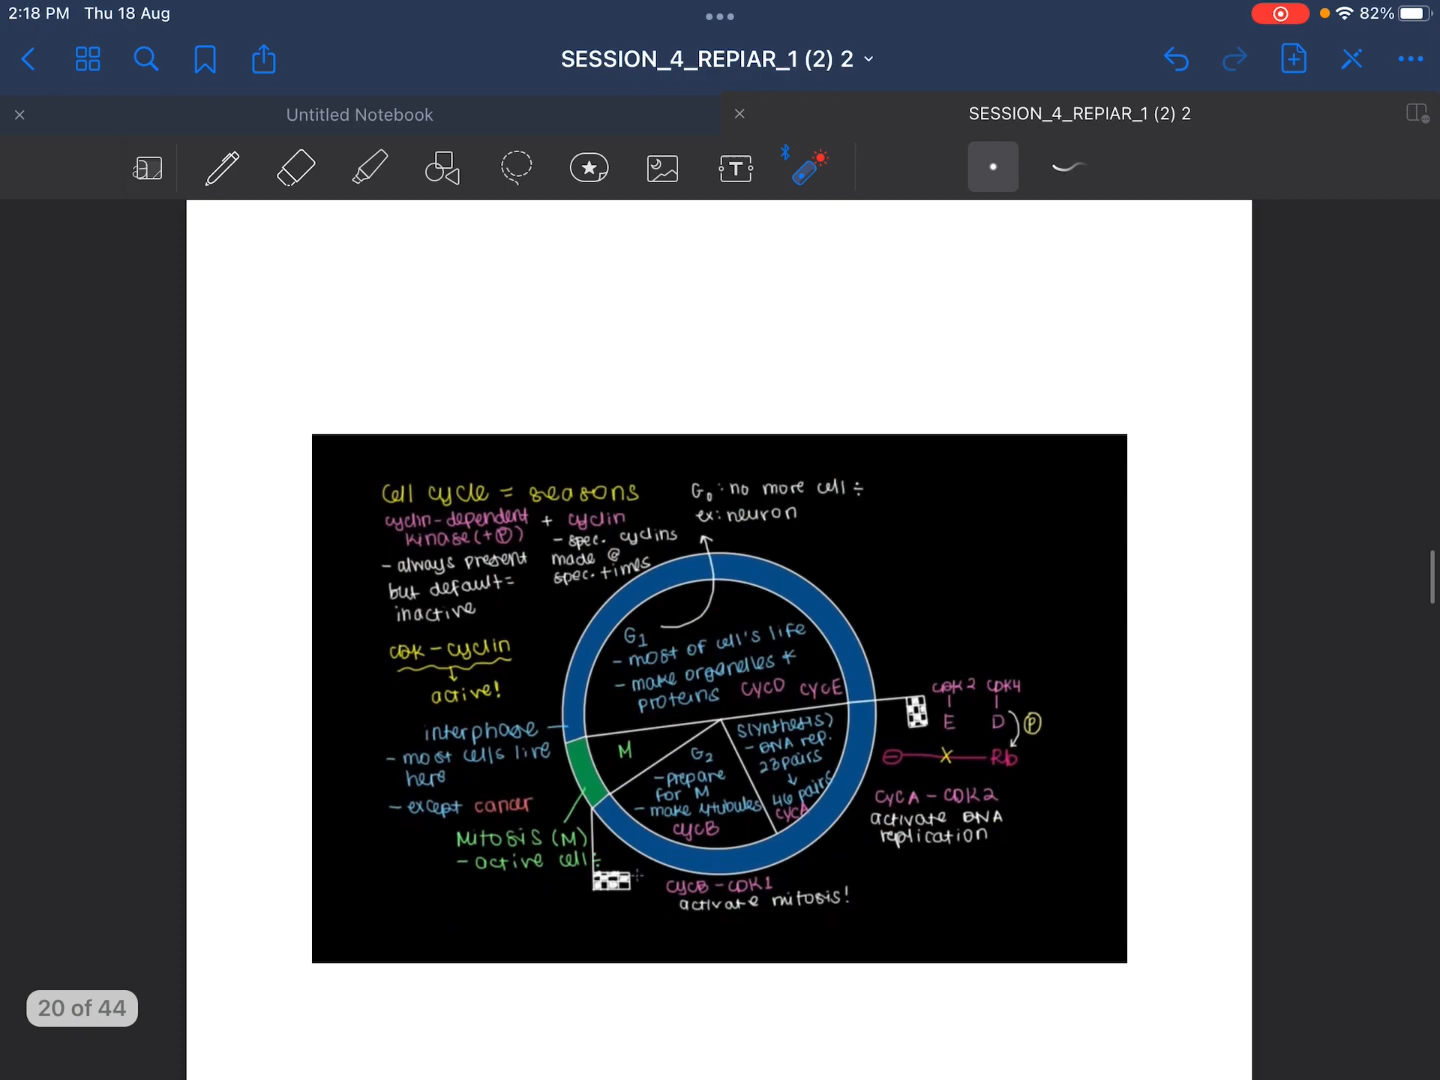 2:18 PM Thu 18 Aug
82%
SESSION_4_REPIAR_1 (2) 2
Untitled Notebook
SESSION_4_REPIAR_1 (2) 2
T
Cell cycle = seasons
cyclin-dependent
kinase (+P)
- always present
but default=
inactive
+ cyclin
- spec. cyclins
made @
spec. times
G0: no more cell ÷
ex: neuron
CDK - cyclin
active!
interphase
- most cells live
here
- except cancer
Mitosis (M)
- active cell ÷
G1
- most of cell's life
- make organelles +
proteins CYCD CYCE
M
G2
- prepare
for M
- make μtubules
CYCB
S(ynthesis)
- DNA rep.
23 pairs
↓
46 pairs
CYCA
CDK2 CDK4
E D P
⊖ X Rb
CYCA - CDK2
activate DNA
replication
CYCB - CDK1
activate mitosis!
20 of 44